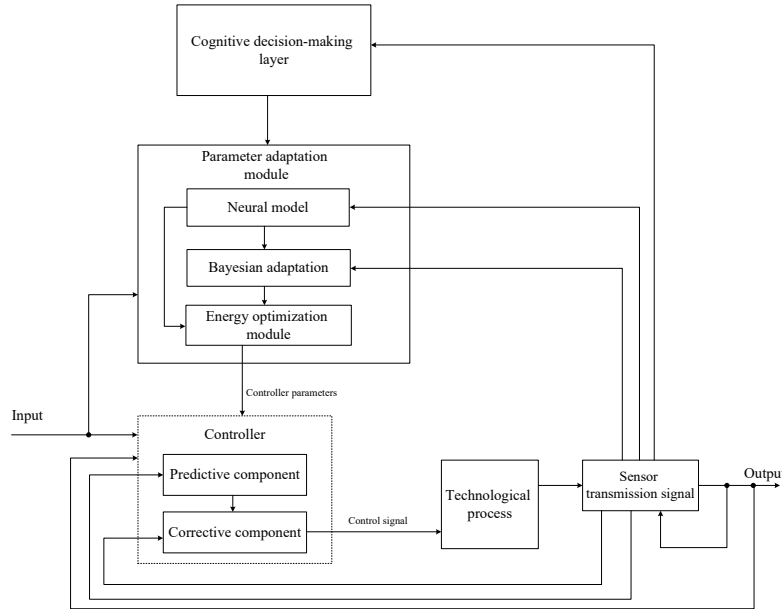 Cognitive decision-making
layer
Parameter adaptation
module
Neural model
Bayesian adaptation
Energy optimization
module
Controller parameters
Input
Controller
Predictive component
Corrective component
Control signal
Technological
process
Sensor
transmission signal
Output